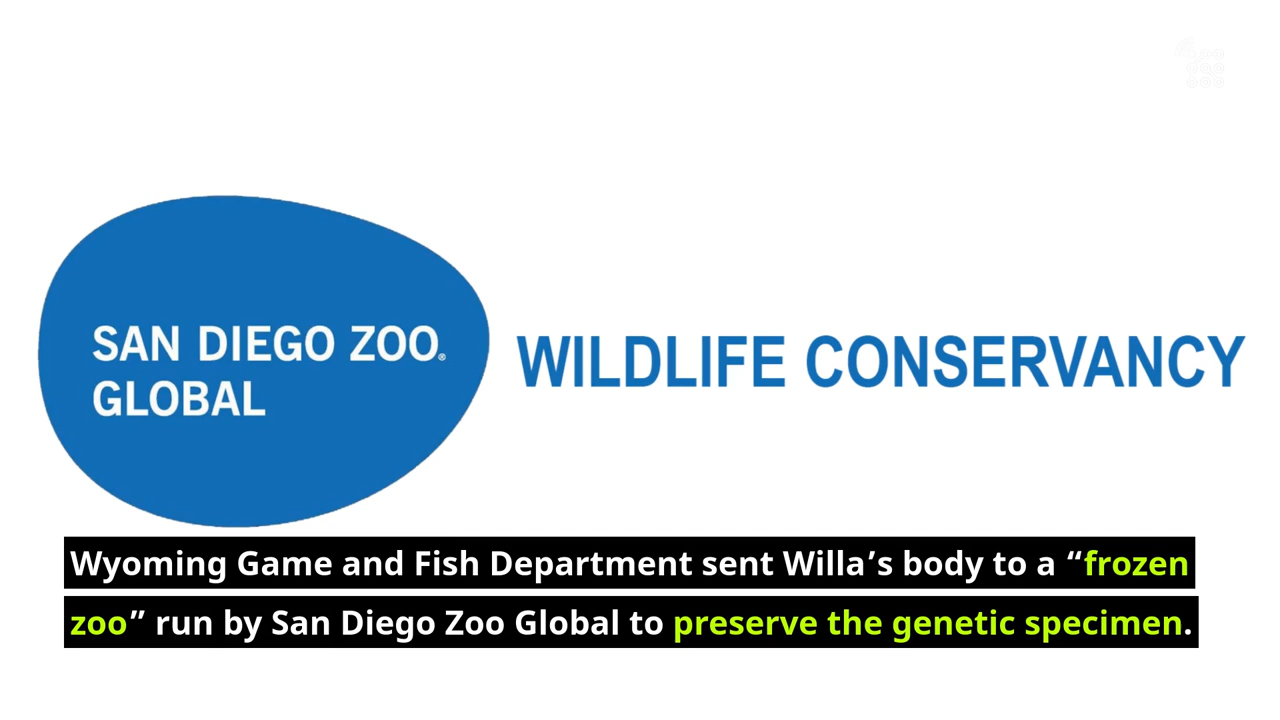 SAN DIEGO ZOO®
GLOBAL
WILDLIFE CONSERVANCY
Wyoming Game and Fish Department sent Willa’s body to a “frozen
zoo” run by San Diego Zoo Global to preserve the genetic specimen.